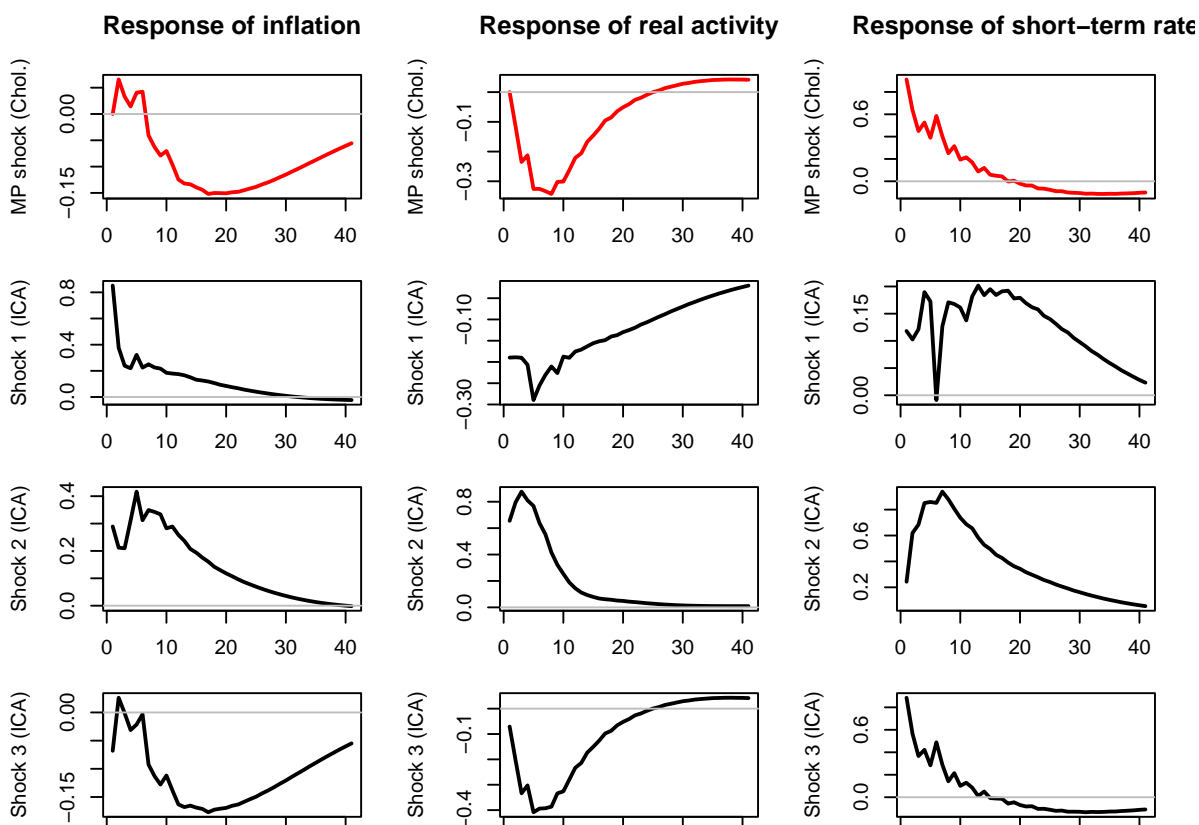 Response of inflation
Response of real activity
Response of short−term rate
MP shock (Chol.)
0.00
−0.15
0 10 20 30 40
MP shock (Chol.)
−0.1
−0.3
0 10 20 30 40
MP shock (Chol.)
0.6
0.0
0 10 20 30 40
Shock 1 (ICA)
0.8
0.4
0.0
0 10 20 30 40
Shock 1 (ICA)
−0.10
−0.30
0 10 20 30 40
Shock 1 (ICA)
0.15
0.00
0 10 20 30 40
Shock 2 (ICA)
0.4
0.2
0.0
0 10 20 30 40
Shock 2 (ICA)
0.8
0.4
0.0
0 10 20 30 40
Shock 2 (ICA)
0.6
0.2
0 10 20 30 40
Shock 3 (ICA)
0.00
−0.15
Shock 3 (ICA)
−0.1
−0.4
Shock 3 (ICA)
0.6
0.0